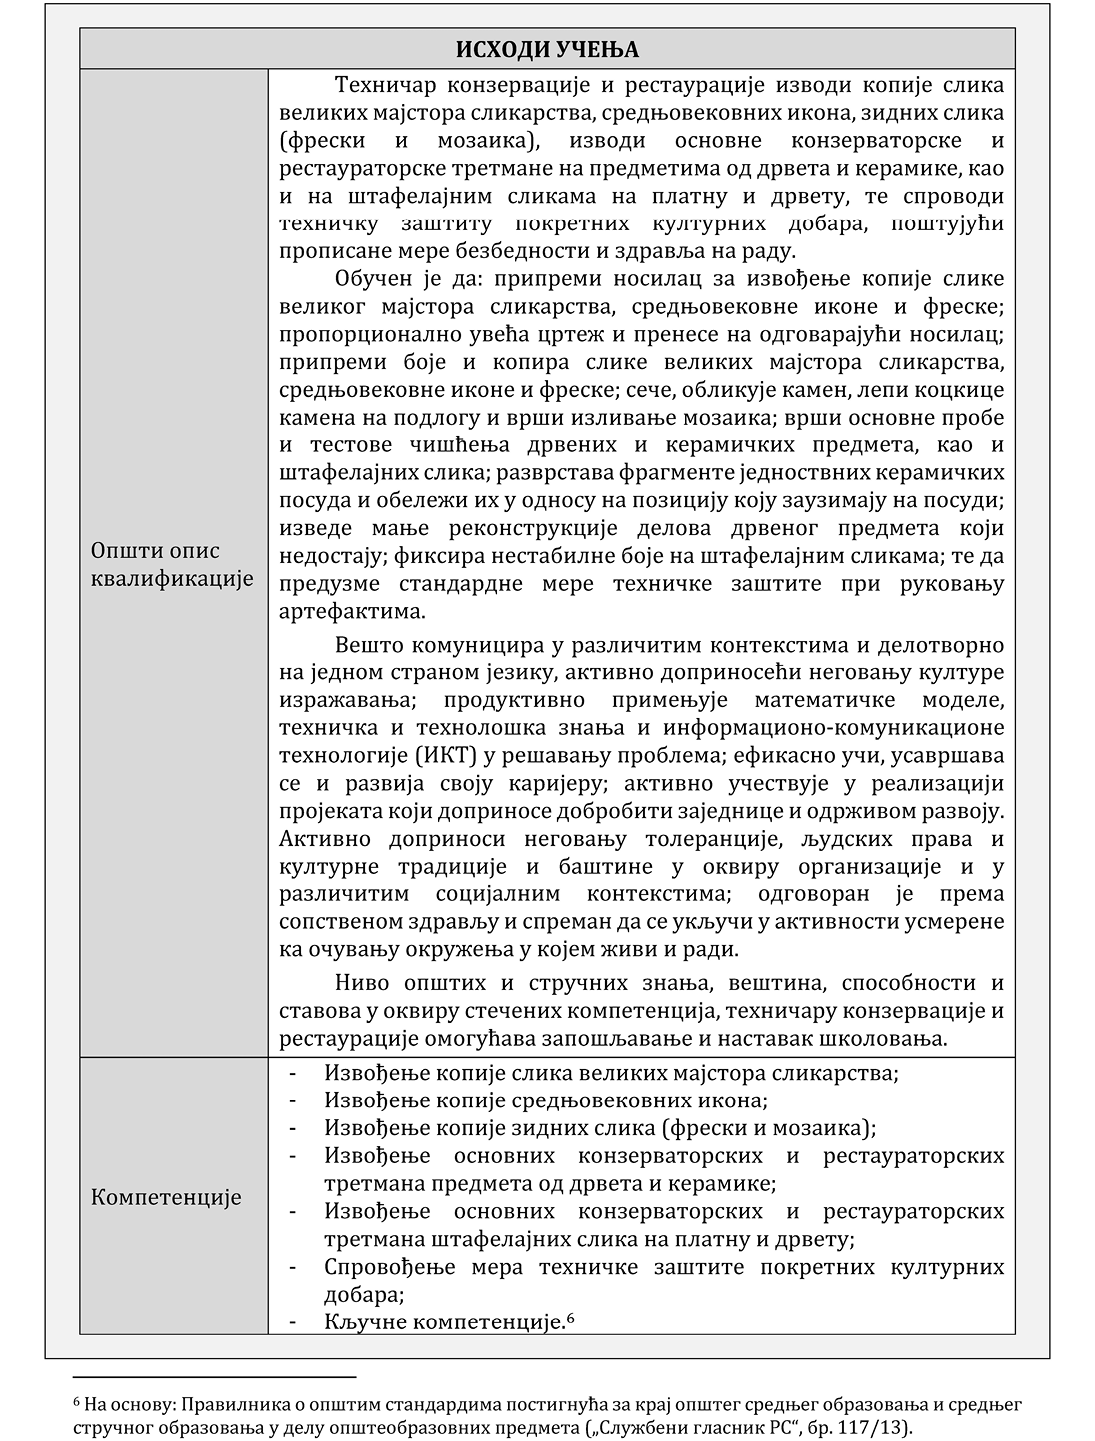 ИСХОДИ УЧЕЊА
Општи опис
квалификације
Техничар конзервације и рестаурације изводи копије слика
великих мајстора сликарства, средњовековних икона, зидних слика
(фрески и мозаика), изводи основне конзерваторске и
рестаураторске третмане на предметима од дрвета и керамике, као
и на штафелајним сликама на платну и дрвету, те спроводи
техничку заштиту покретних културних добара, поштујући
прописане мере безбедности и здравља на раду.
Обучен је да: припреми носилац за извођење копије слике
великог мајстора сликарства, средњовековне иконе и фреске;
пропорционално увећа цртеж и пренесе на одговарајући носилац;
припреми боје и копира слике великих мајстора сликарства,
средњовековне иконе и фреске; сече, обликује камен, лепи коцкице
камена на подлогу и врши изливање мозаика; врши основне пробе
и тестове чишћења дрвених и керамичких предмета, као и
штафелајних слика; разврстава фрагменте једноствних керамичких
посуда и обележи их у односу на позицију коју заузимају на посуди;
изведе мање реконструкције делова дрвеног предмета који
недостају; фиксира нестабилне боје на штафелајним сликама; те да
предузме стандардне мере техничке заштите при руковању
артефактима.
Вешто комуницира у различитим контекстима и делотворно
на једном страном језику, активно доприносећи неговању културе
изражавања; продуктивно примењује математичке моделе,
техничка и технолошка знања и информационо-комуникационе
технологије (ИКТ) у решавању проблема; ефикасно учи, усавршава
се и развија своју каријеру; активно учествује у реализацији
пројеката који доприносе добробити заједнице и одрживом развоју.
Активно доприноси неговању толеранције, људских права и
културне традиције и баштине у оквиру организације и у
различитим социјалним контекстима; одговоран је према
сопственом здрављу и спреман да се укључи у активности усмерене
ка очувању окружења у којем живи и ради.
Ниво општих и стручних знања, вештина, способности и
ставова у оквиру стечених компетенција, техничару конзервације и
рестаурације омогућава запошљавање и наставак школовања.
Компетенције
- Извођење копије слика великих мајстора сликарства;
- Извођење копије средњовековних икона;
- Извођење копије зидних слика (фрески и мозаика);
- Извођење основних конзерваторских и рестаураторских
третмана предмета од дрвета и керамике;
- Извођење основних конзерваторских и рестаураторских
третмана штафелајних слика на платну и дрвету;
- Спровођење мера техничке заштите покретних културних
добара;
- Кључне компетенције.⁶
⁶ На основу: Правилника о општим стандардима постигнућа за крај општег средњег образовања и средњег
стручног образовања у делу општеобразовних предмета („Службени гласник РС“, бр. 117/13).